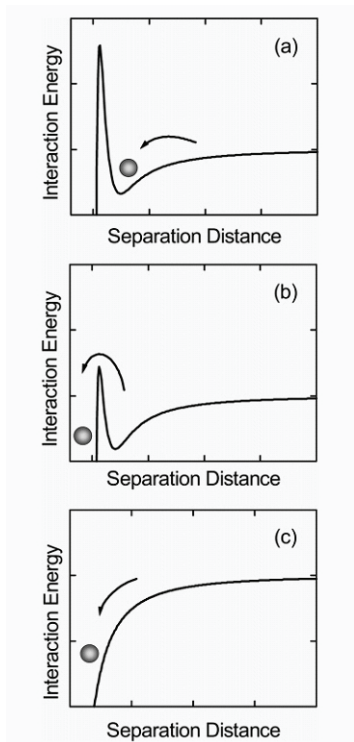 (a)
Interaction Energy
Separation Distance
(b)
Interaction Energy
Separation Distance
(c)
Interaction Energy
Separation Distance